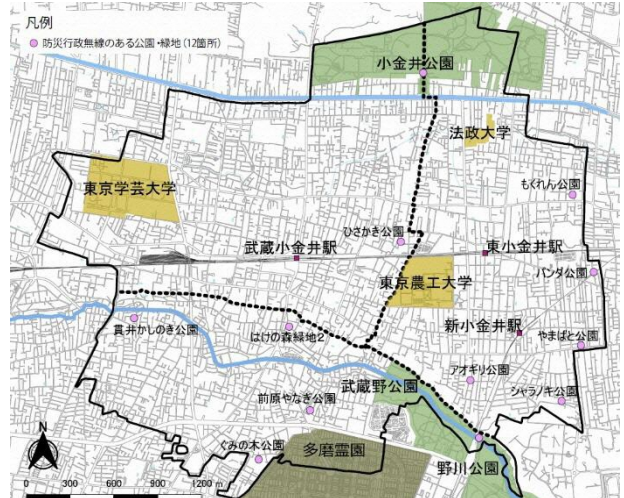 凡例
防災行政無線のある公園・緑地(12箇所)
小金井公園
法政大学
東京学芸大学
もくれん公園
ひさかき公園
武蔵小金井駅
東小金井駅
パンダ公園
東京農工大学
貫井かしのき公園
はけの森緑地2
新小金井駅
やまばと公園
武蔵野公園
アオギリ公園
シャラノキ公園
前原やなぎ公園
ぐみの木公園
多磨霊園
野川公園
N
0 300 600 900 1200 m